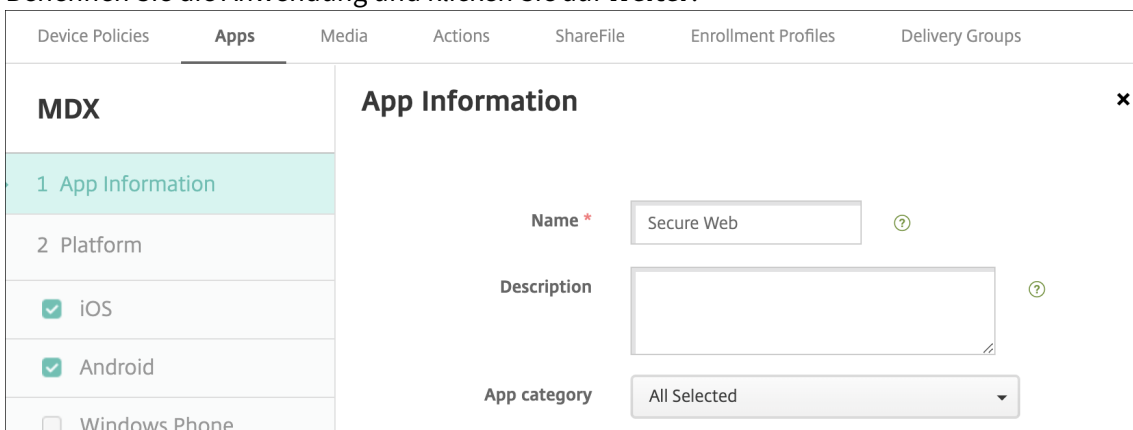 Benennen Sie die Anwendung und klicken Sie auf Weiter.
Device Policies Apps Media Actions ShareFile Enrollment Profiles Delivery Groups
MDX
App Information
1 App Information
Name * Secure Web
2 Platform
Description
iOS
Android
App category All Selected
Windows Phone